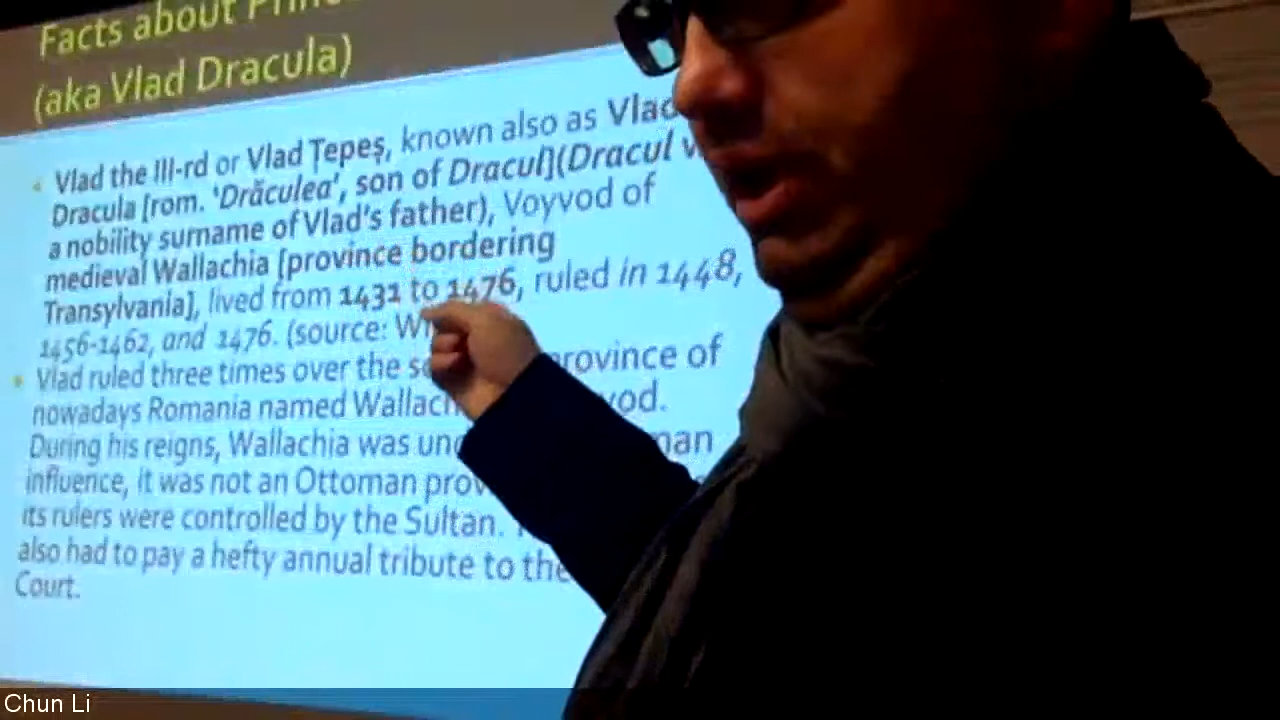 Facts about
(aka Vlad Dracula)
Vlad the III-rd or Vlad Țepeș, known also as Vlad
Dracula [rom. ‘Drăculea’, son of Dracul](Dracul
a nobility surname of Vlad's father), Voyvod of
medieval Wallachia [province bordering
Transylvania], lived from 1431 to 1476, ruled in 1448,
1456-1462, and 1476. (source:
Vlad ruled three times over the province of
nowadays Romania named
During his reigns, Wallachia was
influence, it was not an Ottoman
its rulers were controlled by the Sultan.
also had to pay a hefty annual tribute to the
Court.
Chun Li